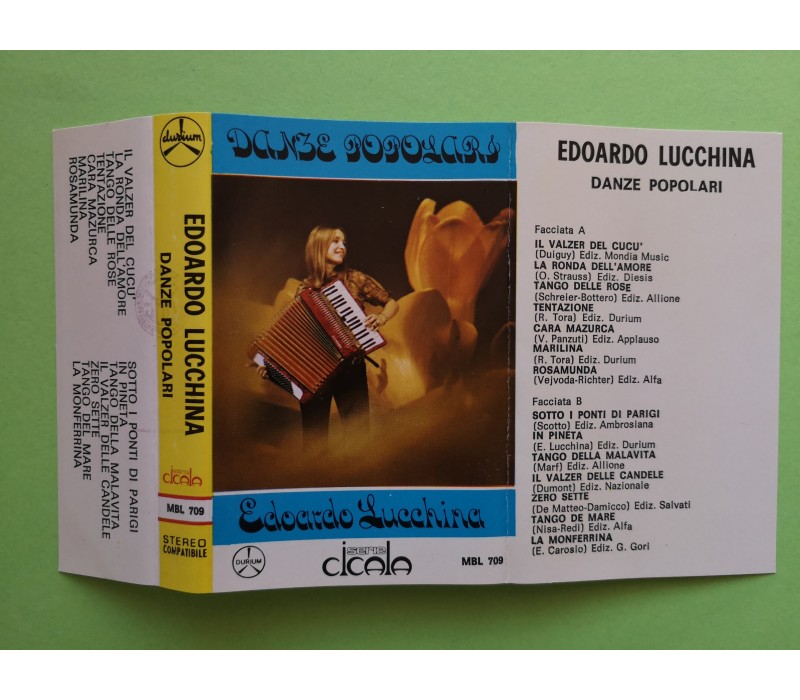 IL VALZER DEL CUCU'
LA RONDA DELL'AMORE
TANGO DELLE ROSE
TENTAZIONE
CARA MAZURCA
MARILINA
ROSAMUNDA
SOTTO I PONTI DI PARIGI
IN PINETA
TANGO DELLA MALAVITA
IL VALZER DELLE CANDELE
ZERO SETTE
TANGO DEL MARE
LA MONFERRINA
durium
EDOARDO LUCCHINA
DANZE POPOLARI
serie
cicala
MBL 709
STEREO
COMPATIBILE
DANZE POPOLARI
Edoardo Lucchina
DURIUM
serie
cicala
MBL 709
EDOARDO LUCCHINA
DANZE POPOLARI
Facciata A
IL VALZER DEL CUCU'
(Duiguy) Ediz. Mondia Music
LA RONDA DELL'AMORE
(O. Strauss) Ediz. Diesis
TANGO DELLE ROSE
(Schreier-Bottero) Ediz. Allione
TENTAZIONE
(R. Tora) Ediz. Durium
CARA MAZURCA
(V. Panzuti) Ediz. Applauso
MARILINA
(R. Tora) Ediz. Durium
ROSAMUNDA
(Vejvoda-Richter) Ediz. Alfa
Facciata B
SOTTO I PONTI DI PARIGI
(Scotto) Ediz. Ambrosiana
IN PINETA
(E. Lucchina) Ediz. Durium
TANGO DELLA MALAVITA
(Marf) Ediz. Allione
IL VALZER DELLE CANDELE
(Dumont) Ediz. Nazionale
ZERO SETTE
(De Matteo-Damicco) Ediz. Salvati
TANGO DE MARE
(Nisa-Redi) Ediz. Alfa
LA MONFERRINA
(E. Carosio) Ediz. G. Gori